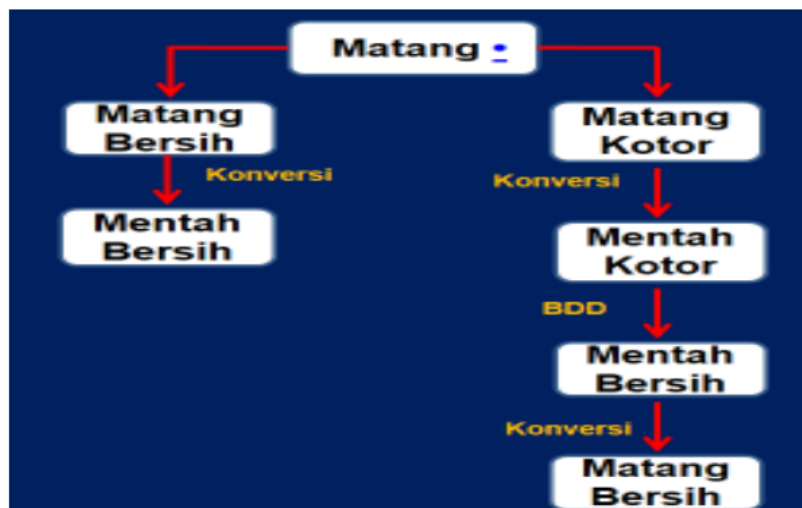 Matang •
Matang
Bersih
Konversi
Mentah
Bersih
Matang
Kotor
Konversi
Mentah
Kotor
BDD
Mentah
Bersih
Konversi
Matang
Bersih